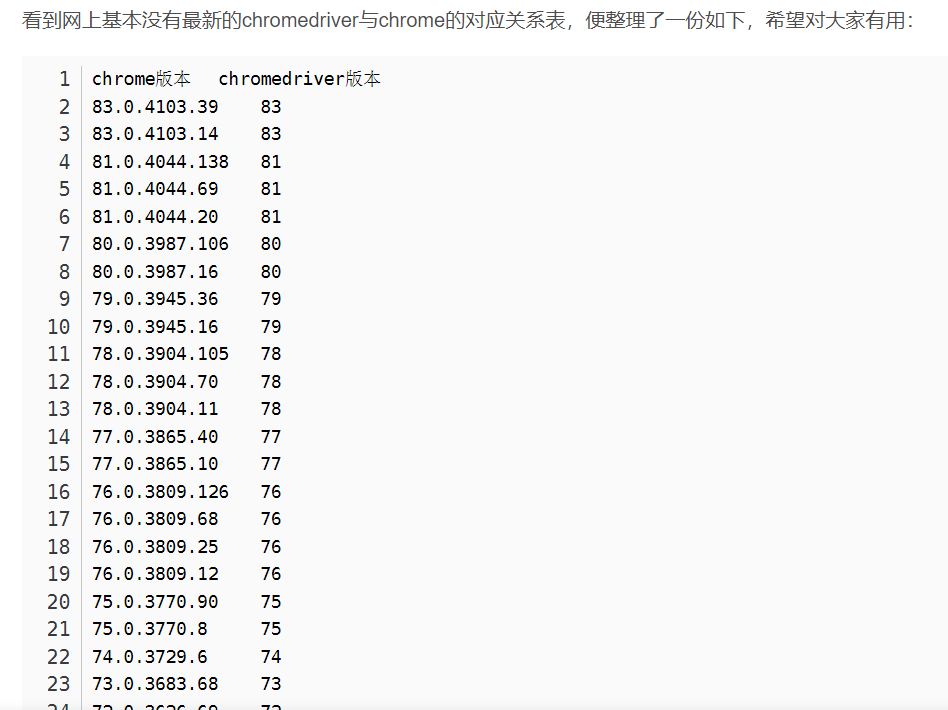 看到网上基本没有最新的chromedriver与chrome的对应关系表，便整理了一份如下，希望对大家有用：
1 chrome版本 chromedriver版本
2 83.0.4103.39 83
3 83.0.4103.14 83
4 81.0.4044.138 81
5 81.0.4044.69 81
6 81.0.4044.20 81
7 80.0.3987.106 80
8 80.0.3987.16 80
9 79.0.3945.36 79
10 79.0.3945.16 79
11 78.0.3904.105 78
12 78.0.3904.70 78
13 78.0.3904.11 78
14 77.0.3865.40 77
15 77.0.3865.10 77
16 76.0.3809.126 76
17 76.0.3809.68 76
18 76.0.3809.25 76
19 76.0.3809.12 76
20 75.0.3770.90 75
21 75.0.3770.8 75
22 74.0.3729.6 74
23 73.0.3683.68 73